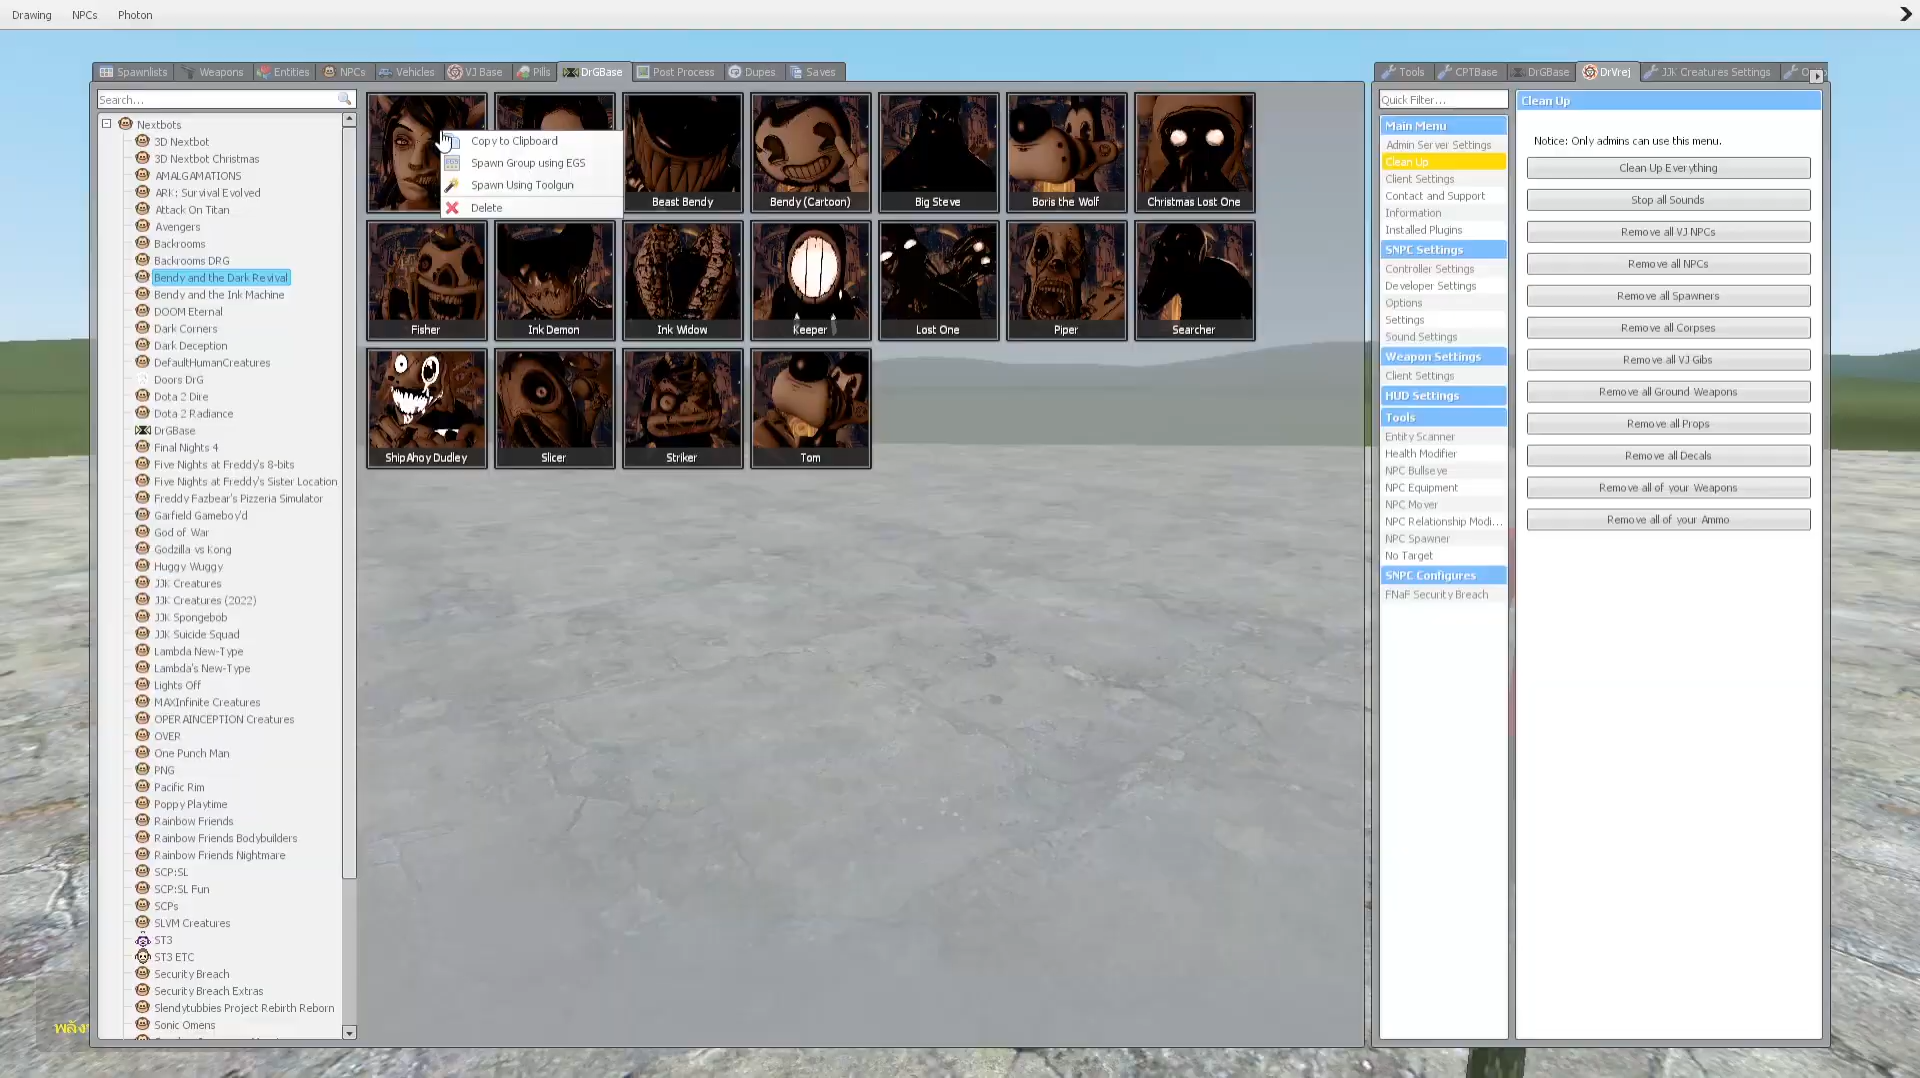 Drawing NPCs Photon
Spawnlists Weapons Entities NPCs Vehicles VJ Base Pills DrGBase Post Process Dupes Saves
Search...
Nextbots
3D Nextbot
3D Nextbot Christmas
AMALGAMATIONS
ARK: Survival Evolved
Attack On Titan
Avengers
Backrooms
Backrooms DRG
Bendy and the Dark Revival
Bendy and the Ink Machine
DOOM Eternal
Dark Corners
Dark Deception
DefaultHumanCreatures
Doors DrG
Dota 2 Dire
Dota 2 Radiance
DrGBase
Final Nights 4
Five Nights at Freddy's 8-bits
Five Nights at Freddy's Sister Location
Freddy Fazbear's Pizzeria Simulator
Garfield Gameboy'd
God of War
Godzilla vs Kong
Huggy Wuggy
JJK Creatures
JJK Creatures (2022)
JJK Spongebob
JJK Suicide Squad
Lambda New-Type
Lambda's New-Type
Lights Off
MAXInfinite Creatures
OPERAINCEPTION Creatures
OVER
One Punch Man
PNG
Pacific Rim
Poppy Playtime
Rainbow Friends
Rainbow Friends Bodybuilders
Rainbow Friends Nightmare
SCP:SL
SCP:SL Fun
SCPs
SLVM Creatures
ST3
ST3 ETC
Security Breach
Security Breach Extras
Slendytubbies Project Rebirth Reborn
Sonic Omens
Copy to Clipboard
Spawn Group using EGS
Spawn Using Toolgun
Delete
Beast Bendy Bendy (Cartoon) Big Steve Boris the Wolf Christmas Lost One
Fisher Ink Demon Ink Widow Keeper Lost One Piper Searcher
Ship Ahoy Dudley Slicer Striker Tom
Tools CPTBase DrGBase DrVrej JJK Creatures Settings
Quick Filter...
Main Menu
Admin Server Settings
Clean Up
Client Settings
Contact and Support
Information
Installed Plugins
SNPC Settings
Controller Settings
Developer Settings
Options
Settings
Sound Settings
Weapon Settings
Client Settings
HUD Settings
Tools
Entity Scanner
Health Modifier
NPC Bullseye
NPC Equipment
NPC Mover
NPC Relationship Modi...
NPC Spawner
No Target
SNPC Configures
FNaF Security Breach
Clean Up
Notice: Only admins can use this menu.
Clean Up Everything
Stop all Sounds
Remove all VJ NPCs
Remove all NPCs
Remove all Spawners
Remove all Corpses
Remove all VJ Gibs
Remove all Ground Weapons
Remove all Props
Remove all Decals
Remove all of your Weapons
Remove all of your Ammo